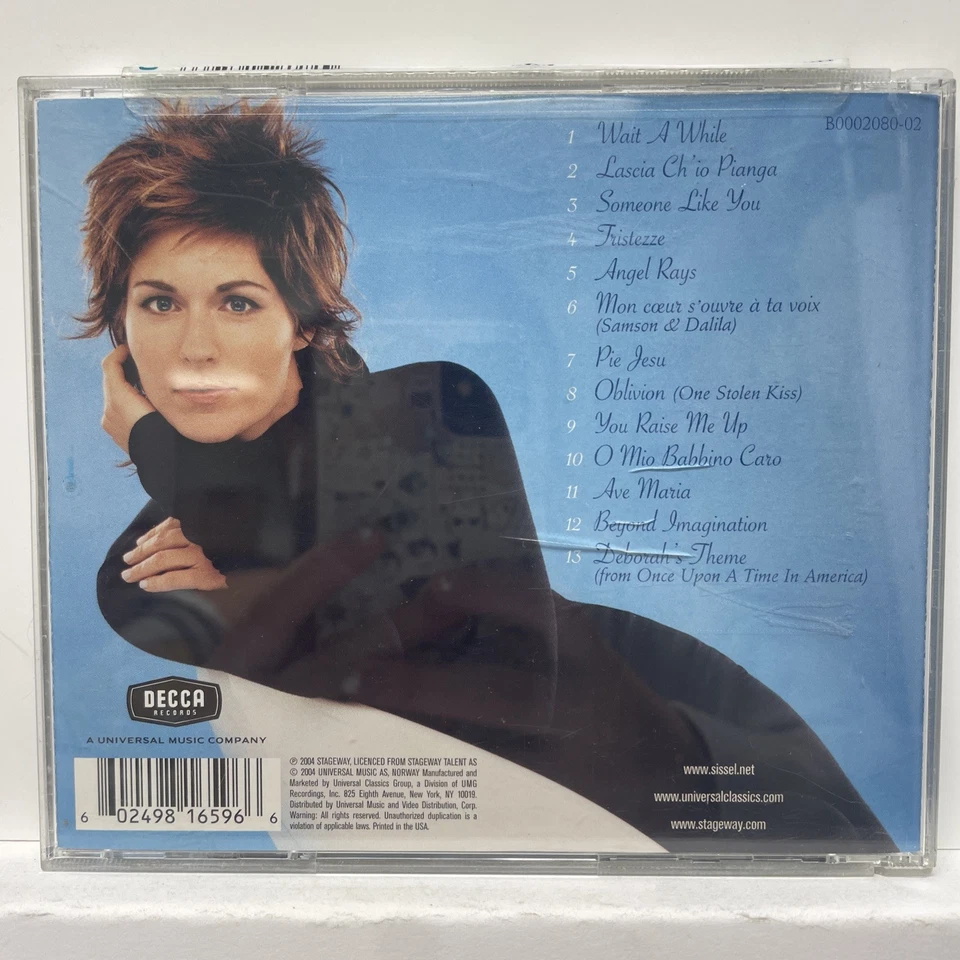 B0002080-02
1 Wait A While
2 Lascia Ch'io Pianga
3 Someone Like You
4 Tristezze
5 Angel Rays
6 Mon cœur s'ouvre à ta voix
(Samson & Dalila)
7 Pie Jesu
8 Oblivion (One Stolen Kiss)
9 You Raise Me Up
10 O Mio Babbino Caro
11 Ave Maria
12 Beyond Imagination
13 Deborah's Theme
(from Once Upon A Time In America)
DECCA
RECORDS
A UNIVERSAL MUSIC COMPANY
6 02498 16596 6
℗ 2004 STAGEWAY, LICENCED FROM STAGEWAY TALENT AS
© 2004 UNIVERSAL MUSIC AS, NORWAY Manufactured and
Marketed by Universal Classics Group, a Division of UMG
Recordings, Inc. 825 Eighth Avenue, New York, NY 10019.
Distributed by Universal Music and Video Distribution, Corp.
Warning: All rights reserved. Unauthorized duplication is a
violation of applicable laws. Printed in the USA.
www.sissel.net
www.universalclassics.com
www.stageway.com